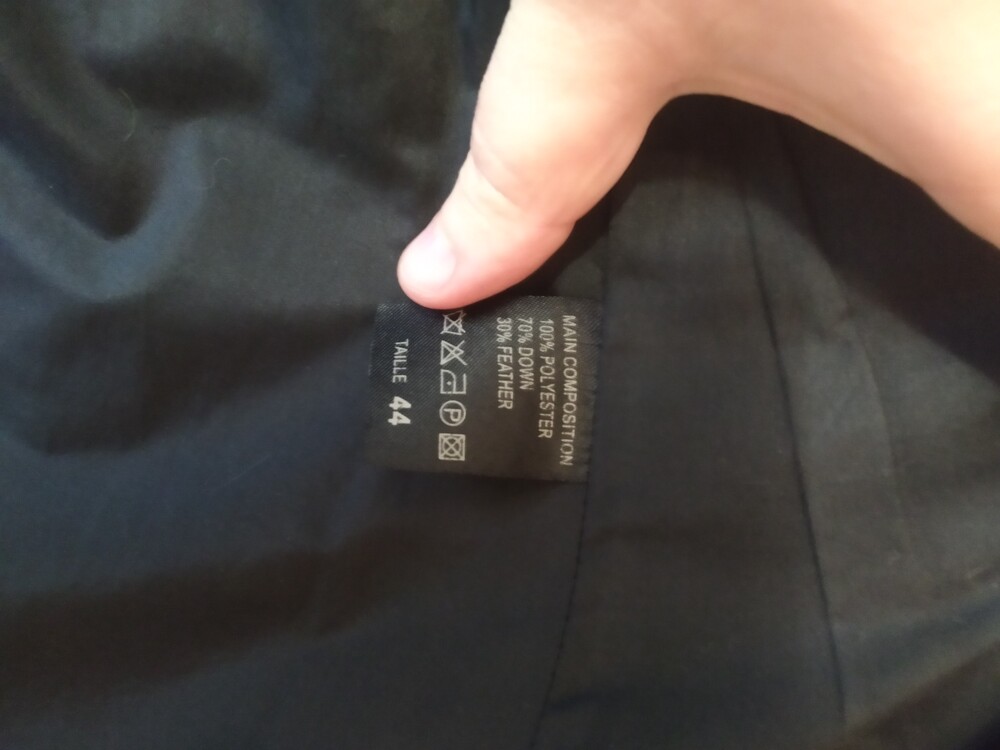 MAIN COMPOSITION
100% POLYESTER
70% DOWN
30% FEATHER
P
TAILLE 44